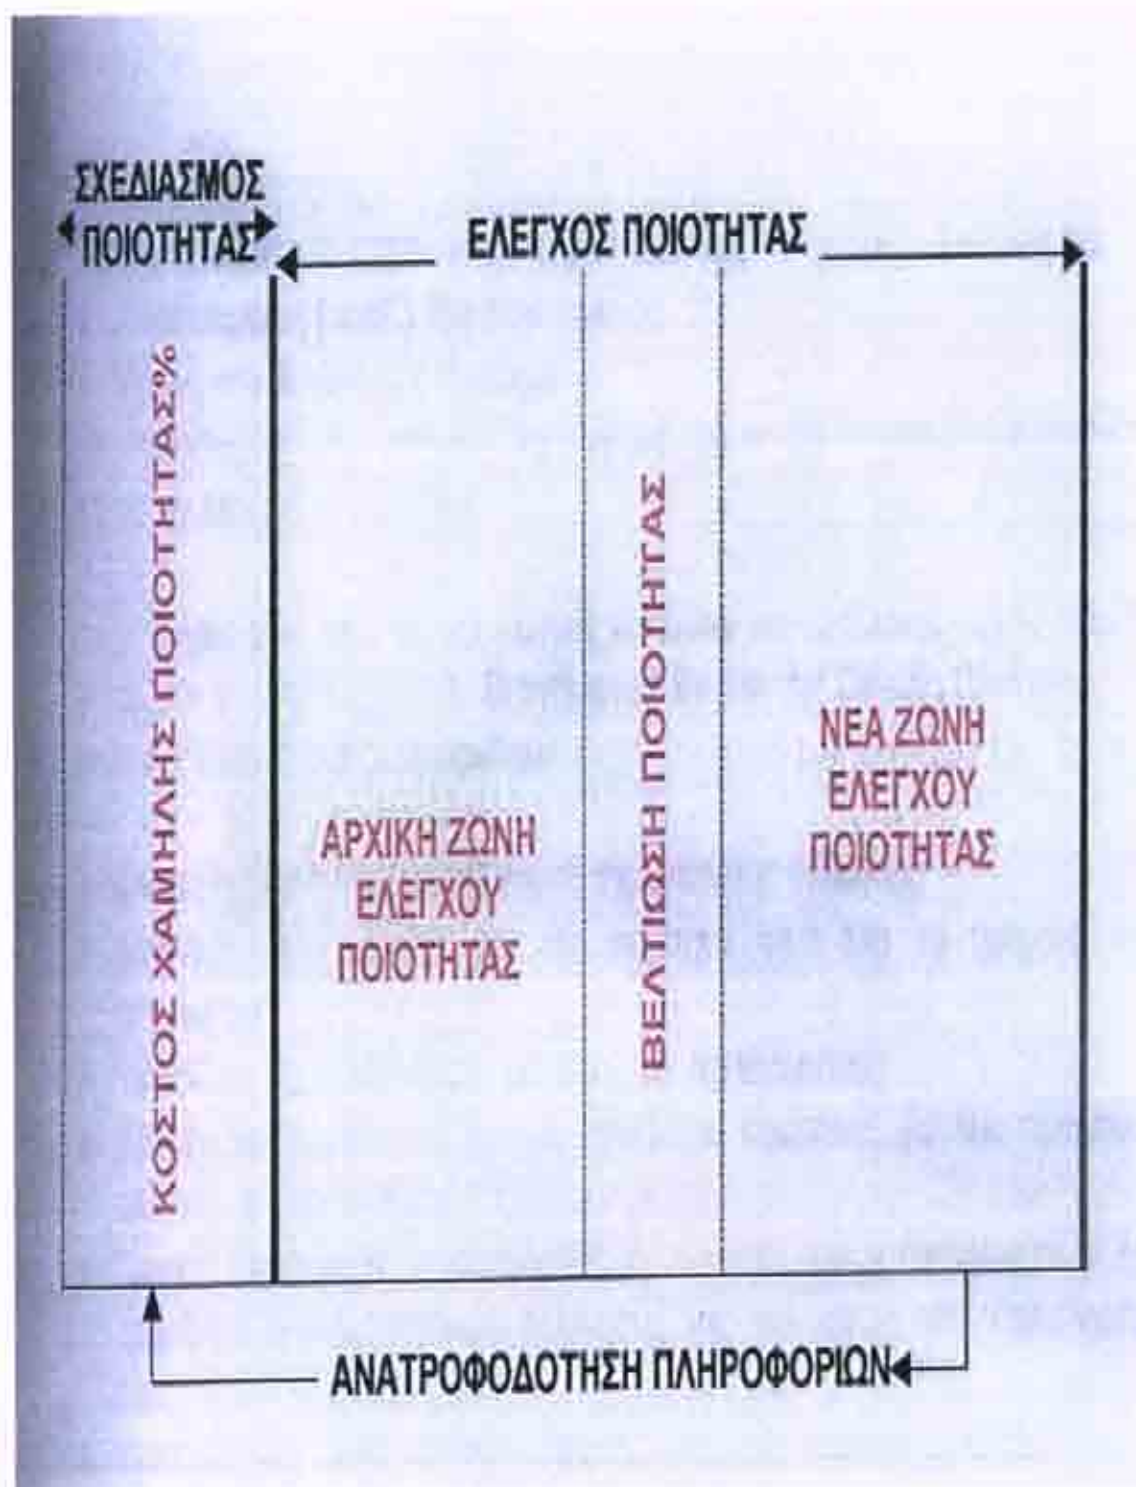 ΣΧΕΔΙΑΣΜΟΣ
ΠΟΙΟΤΗΤΑΣ
ΕΛΕΓΧΟΣ ΠΟΙΟΤΗΤΑΣ
ΚΟΣΤΟΣ ΧΑΜΗΛΗΣ ΠΟΙΟΤΗΤΑΣ%
ΑΡΧΙΚΗ ΖΩΝΗ
ΕΛΕΓΧΟΥ
ΠΟΙΟΤΗΤΑΣ
ΒΕΛΤΙΩΣΗ ΠΟΙΟΤΗΤΑΣ
ΝΕΑ ΖΩΝΗ
ΕΛΕΓΧΟΥ
ΠΟΙΟΤΗΤΑΣ
ΑΝΑΤΡΟΦΟΔΟΤΗΣΗ ΠΛΗΡΟΦΟΡΙΩΝ